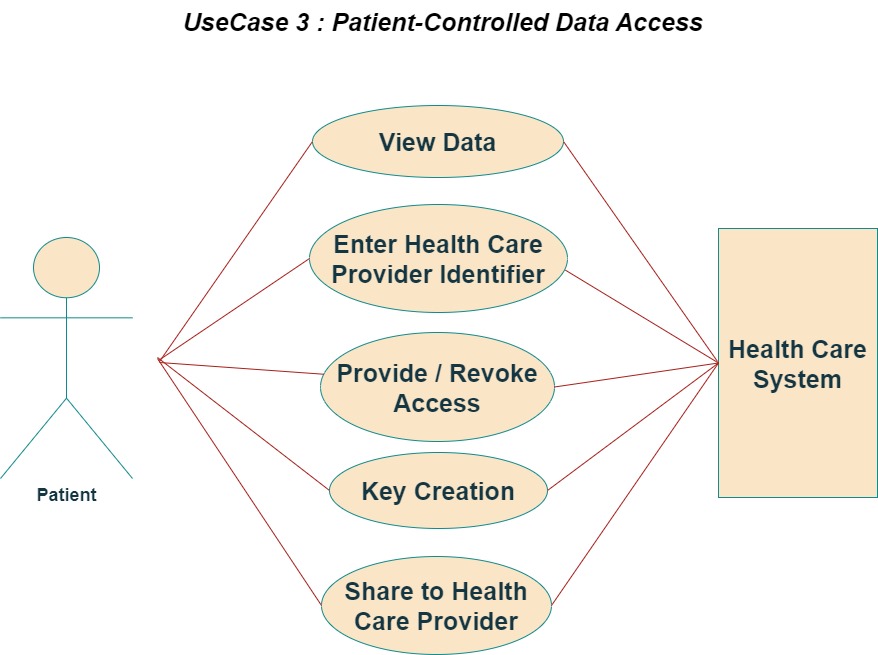 UseCase 3 : Patient-Controlled Data Access
View Data
Enter Health Care
Provider Identifier
Provide / Revoke
Access
Health Care
System
Key Creation
Patient
Share to Health
Care Provider